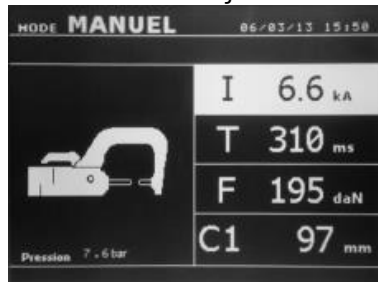 MODE MANUEL 06/03/13 15:50
I 6.6 kA
T 310 ms
F 195 daN
C1 97 mm
Pression 7.6 bar